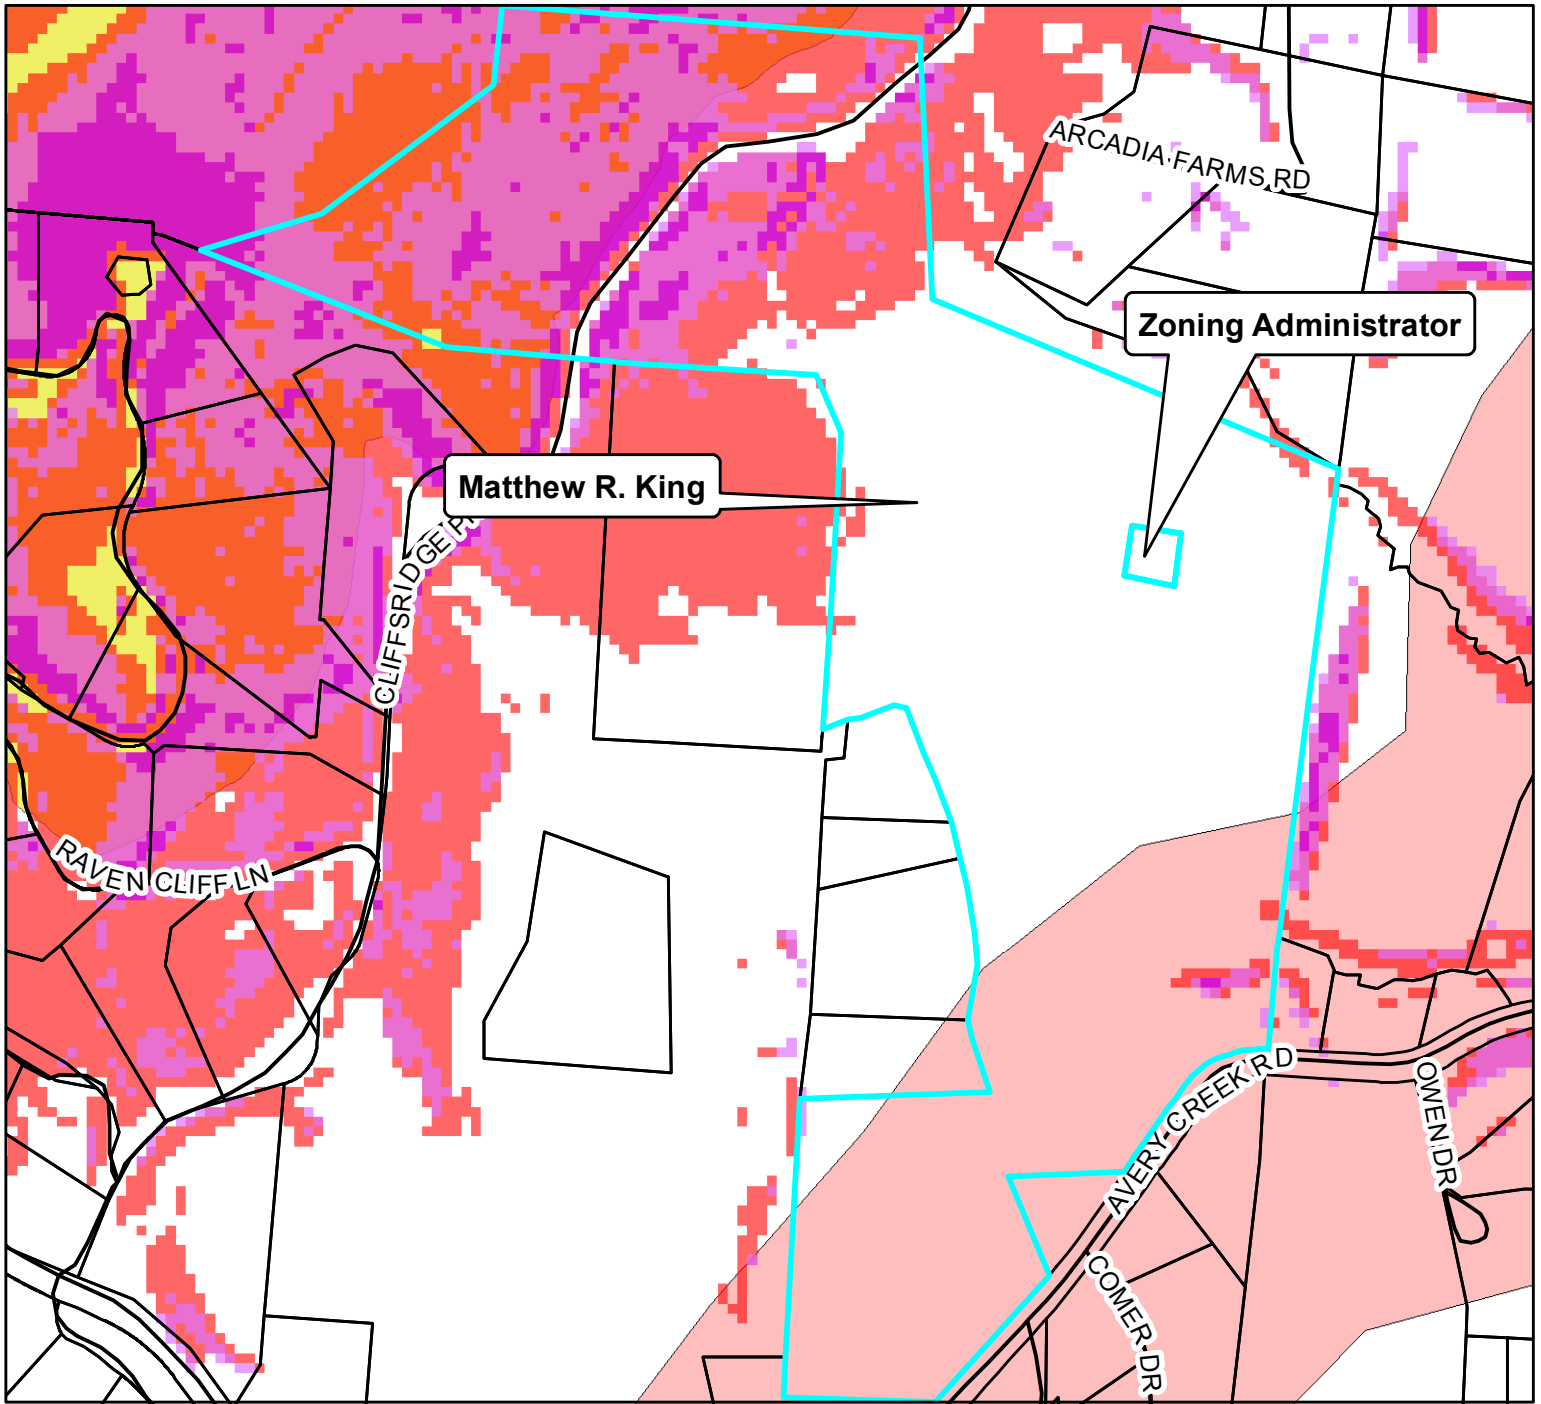 ARCADIA FARMS RD
Zoning Administrator
Matthew R. King
CLIFFSRIDGE P
RAVEN CLIFF LN
AVERY CREEK RD
OWEN DR
COMER DR